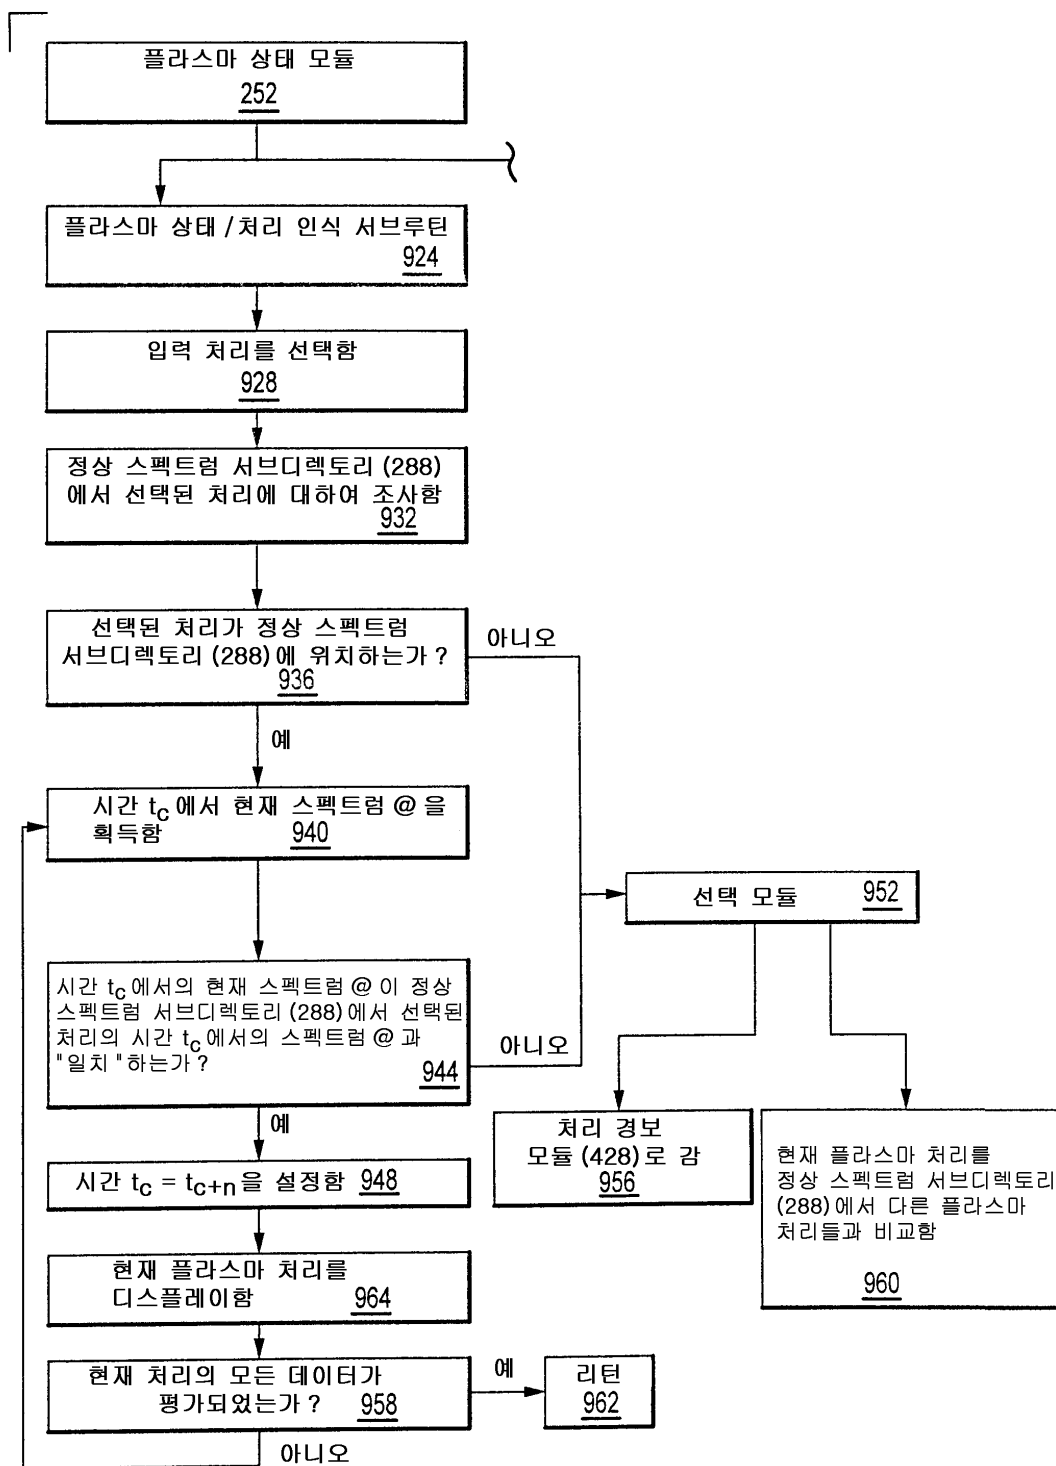 플라스마 상태 모듈
252
플라스마 상태/처리 인식 서브루틴
924
입력 처리를 선택함
928
정상 스펙트럼 서브디렉토리(288)
에서 선택된 처리에 대하여 조사함
932
선택된 처리가 정상 스펙트럼
서브디렉토리(288)에 위치하는가?
936
아니오
예
시간 tc에서 현재 스펙트럼@을
획득함 940
선택 모듈 952
시간 tc에서의 현재 스펙트럼@이 정상
스펙트럼 서브디렉토리(288)에서 선택된
처리의 시간 tc에서의 스펙트럼@과
"일치"하는가? 944
아니오
예
처리 경보
모듈(428)로 감
956
현재 플라스마 처리를
정상 스펙트럼 서브디렉토리
(288)에서 다른 플라스마
처리들과 비교함
960
시간 tc = tc+n을 설정함 948
현재 플라스마 처리를
디스플레이함 964
현재 처리의 모든 데이터가
평가되었는가? 958
예
리턴
962
아니오